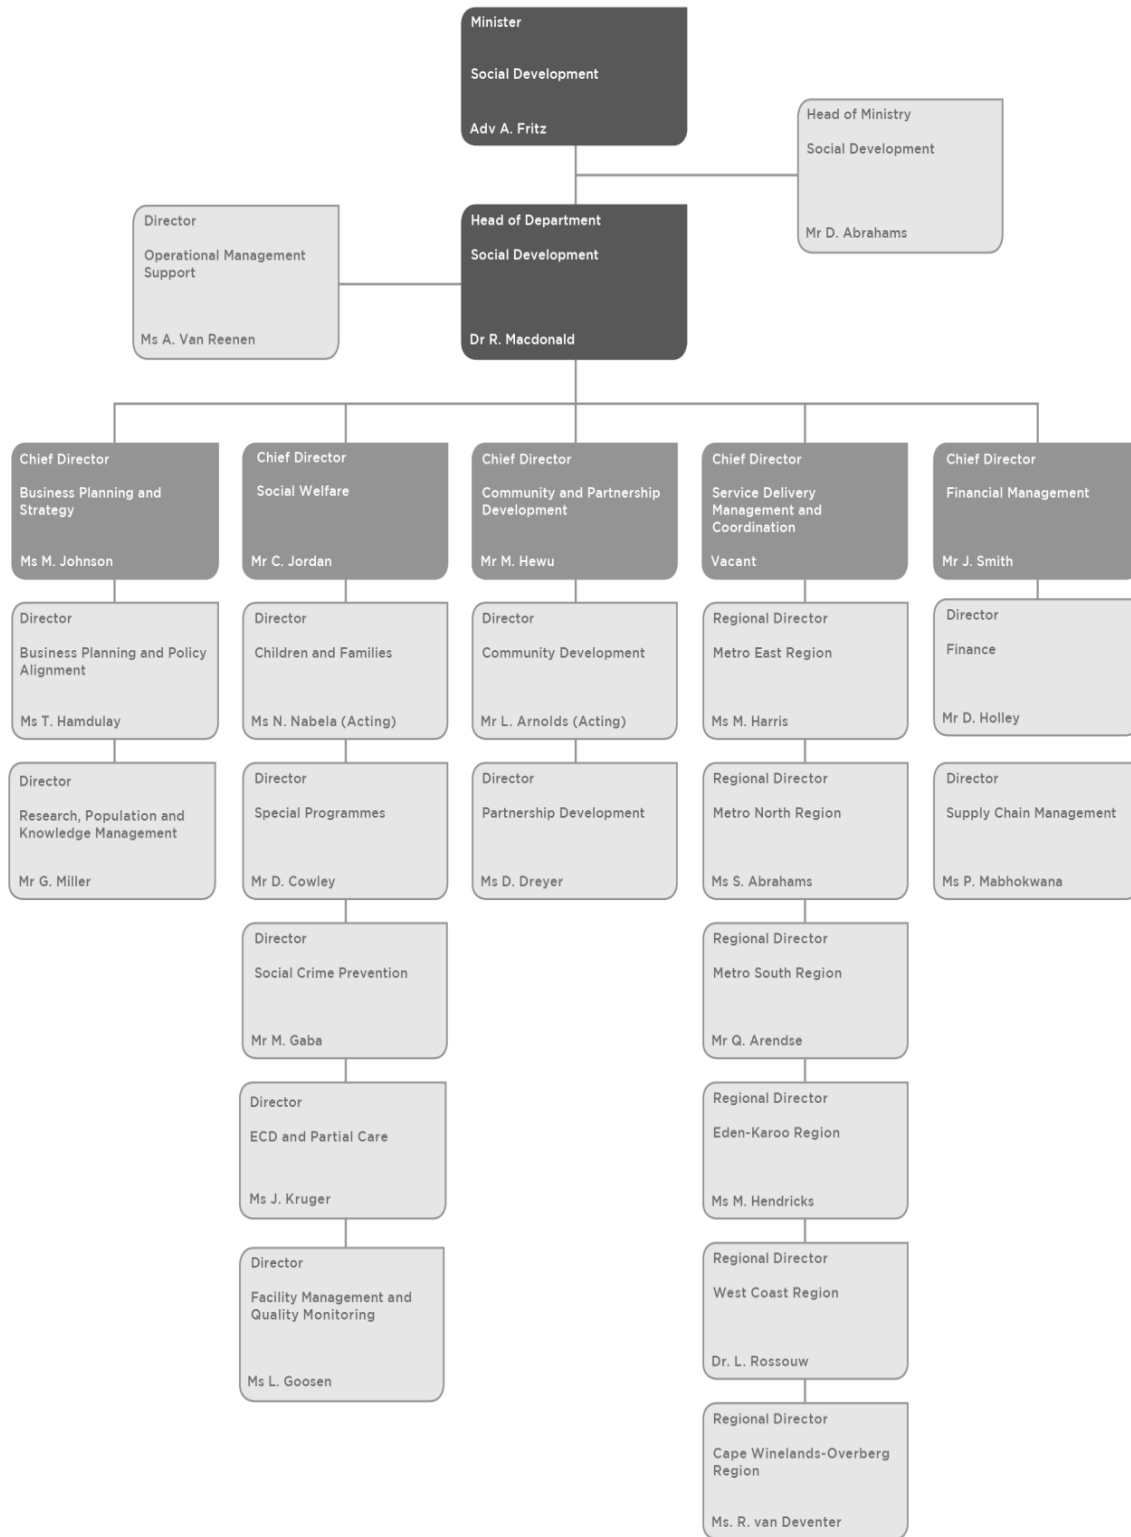 Minister
Social Development
Adv A. Fritz
Head of Ministry
Social Development
Mr D. Abrahams
Director
Operational Management
Support
Ms A. Van Reenen
Head of Department
Social Development
Dr R. Macdonald
Chief Director
Business Planning and
Strategy
Ms M. Johnson
Director
Business Planning and Policy
Alignment
Ms T. Hamdulay
Director
Research, Population and
Knowledge Management
Mr G. Miller
Chief Director
Social Welfare
Mr C. Jordan
Director
Children and Families
Ms N. Nabela (Acting)
Director
Special Programmes
Mr D. Cowley
Director
Social Crime Prevention
Mr M. Gaba
Director
ECD and Partial Care
Ms J. Kruger
Director
Facility Management and
Quality Monitoring
Ms L. Goosen
Chief Director
Community and Partnership
Development
Mr M. Hewu
Director
Community Development
Mr L. Arnolds (Acting)
Director
Partnership Development
Ms D. Dreyer
Chief Director
Service Delivery
Management and
Coordination
Vacant
Regional Director
Metro East Region
Ms M. Harris
Regional Director
Metro North Region
Ms S. Abrahams
Regional Director
Metro South Region
Mr Q. Arendse
Regional Director
Eden-Karoo Region
Ms M. Hendricks
Regional Director
West Coast Region
Dr. L. Rossouw
Regional Director
Cape Winelands-Overberg
Region
Ms. R. van Deventer
Chief Director
Financial Management
Mr J. Smith
Director
Finance
Mr D. Holley
Director
Supply Chain Management
Ms P. Mabhokwana